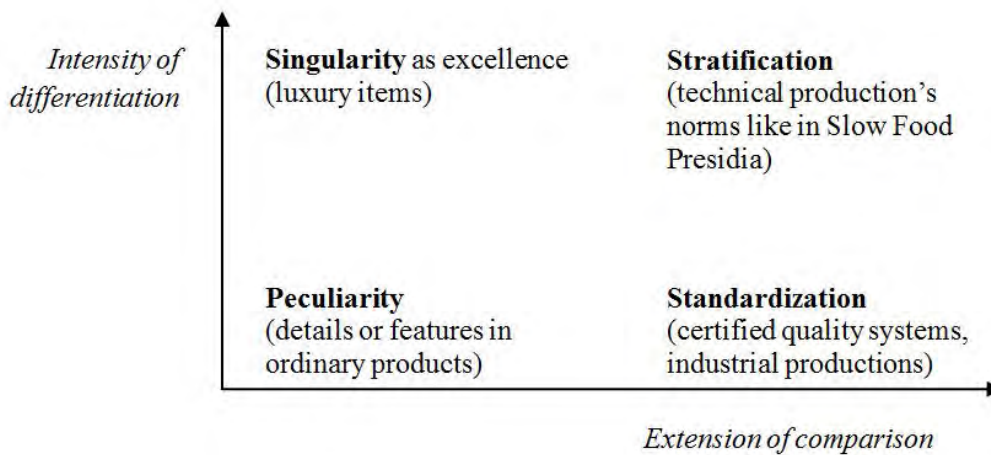 Intensity of
differentiation
Singularity as excellence
(luxury items)
Stratification
(technical production's
norms like in Slow Food
Presidia)
Peculiarity
(details or features in
ordinary products)
Standardization
(certified quality systems,
industrial productions)
Extension of comparison